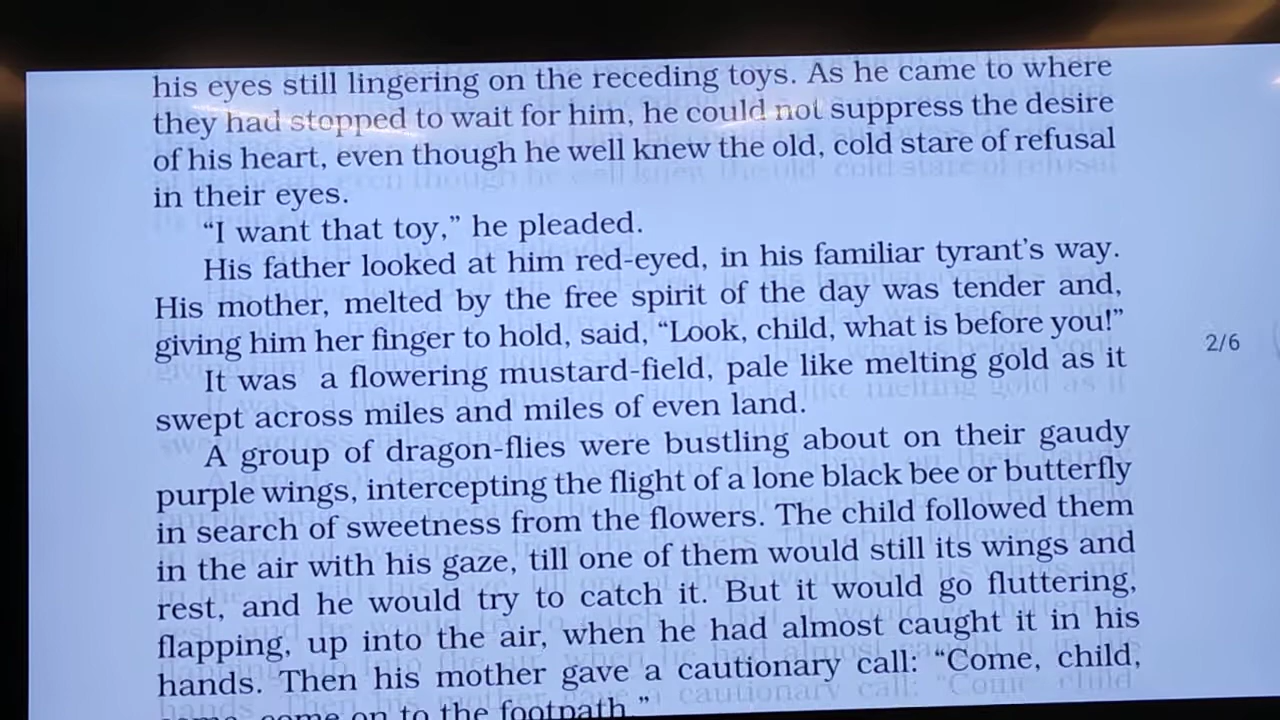 his eyes still lingering on the receding toys. As he came to where
they had stopped to wait for him, he could not suppress the desire
of his heart, even though he well knew the old, cold stare of refusal
in their eyes.
“I want that toy,” he pleaded.
His father looked at him red-eyed, in his familiar tyrant’s way.
His mother, melted by the free spirit of the day was tender and,
giving him her finger to hold, said, “Look, child, what is before you!”
It was a flowering mustard-field, pale like melting gold as it
swept across miles and miles of even land.
A group of dragon-flies were bustling about on their gaudy
purple wings, intercepting the flight of a lone black bee or butterfly
in search of sweetness from the flowers. The child followed them
in the air with his gaze, till one of them would still its wings and
rest, and he would try to catch it. But it would go fluttering,
flapping, up into the air, when he had almost caught it in his
hands. Then his mother gave a cautionary call: “Come, child,
come, come on to the footpath.”
2/6